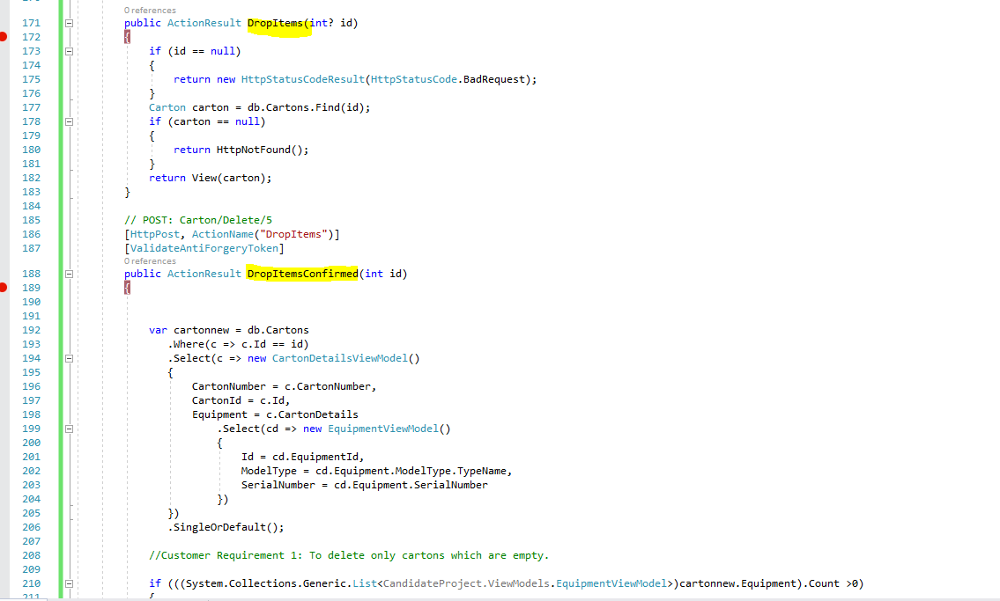 0 references
171 public ActionResult DropItems(int? id)
172 {
173 if (id == null)
174 {
175 return new HttpStatusCodeResult(HttpStatusCode.BadRequest);
176 }
177 Carton carton = db.Cartons.Find(id);
178 if (carton == null)
179 {
180 return HttpNotFound();
181 }
182 return View(carton);
183 }
184
185 // POST: Carton/Delete/5
186 [HttpPost, ActionName("DropItems")]
187 [ValidateAntiForgeryToken]
0 references
188 public ActionResult DropItemsConfirmed(int id)
189 {
190
191
192 var cartonnew = db.Cartons
193 .Where(c => c.Id == id)
194 .Select(c => new CartonDetailsViewModel()
195 {
196 CartonNumber = c.CartonNumber,
197 CartonId = c.Id,
198 Equipment = c.CartonDetails
199 .Select(cd => new EquipmentViewModel()
200 {
201 Id = cd.EquipmentId,
202 ModelType = cd.Equipment.ModelType.TypeName,
203 SerialNumber = cd.Equipment.SerialNumber
204 })
205 })
206 .SingleOrDefault();
207
208 //Customer Requirement 1: To delete only cartons which are empty.
209
210 if (((System.Collections.Generic.List<CandidateProject.ViewModels.EquipmentViewModel>)cartonnew.Equipment).Count >0)
211 {